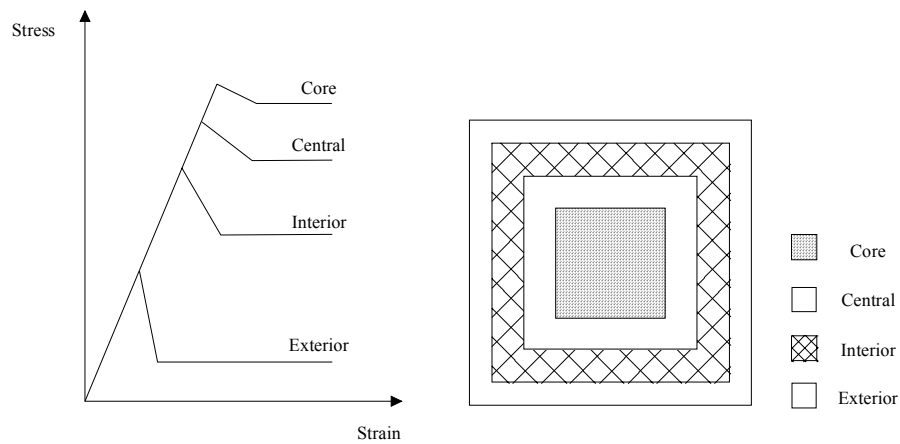 Stress
Core
Central
Interior
Exterior
Strain
Core
Central
Interior
Exterior